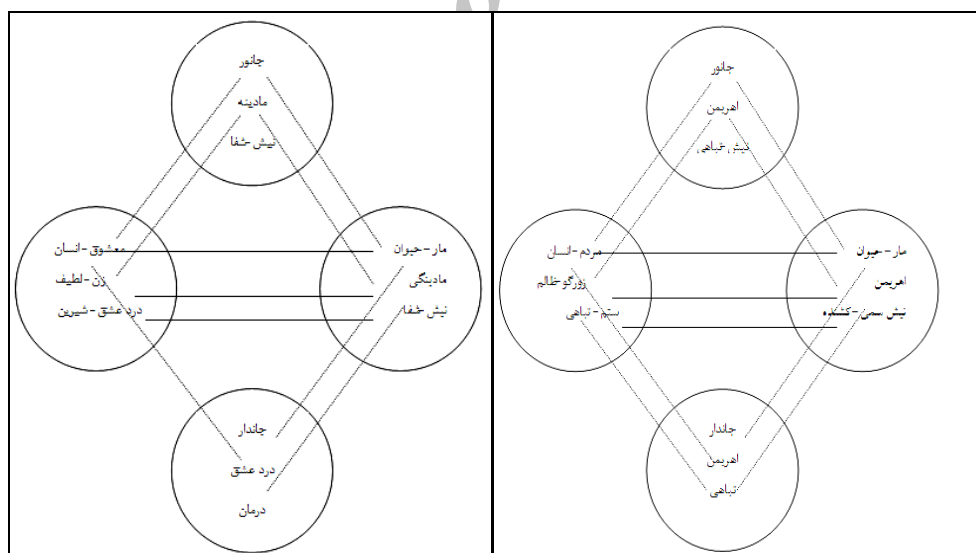 جانور
اهریمن
نیش-تباهی
مار-حیوان
اهریمن
نیش سمی-کشنده
مردم-انسان
زورگو-ظالم
ستم-تباهی
جاندار
اهریمن
تباهی
جانور
مادینه
نیش-شفا
مار-حیوان
مادینگی
نیش-شفا
معشوق-انسان
زن-لطیف
درد عشق-شیرین
جاندار
درد عشق
درمان